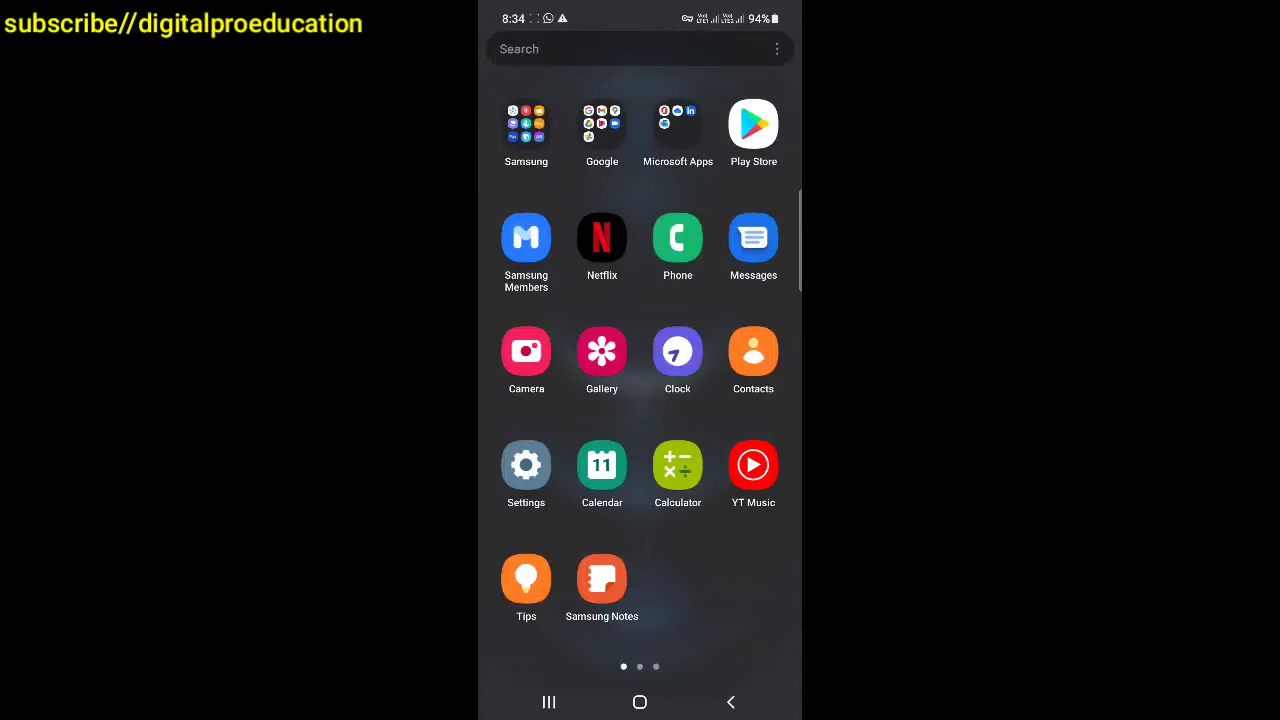 subscribe//digitalproeducation
8:34
94%
Search
Samsung
Google
Microsoft Apps
Play Store
Samsung Members
Netflix
Phone
Messages
Camera
Gallery
Clock
Contacts
11
Settings
Calendar
Calculator
YT Music
Tips
Samsung Notes